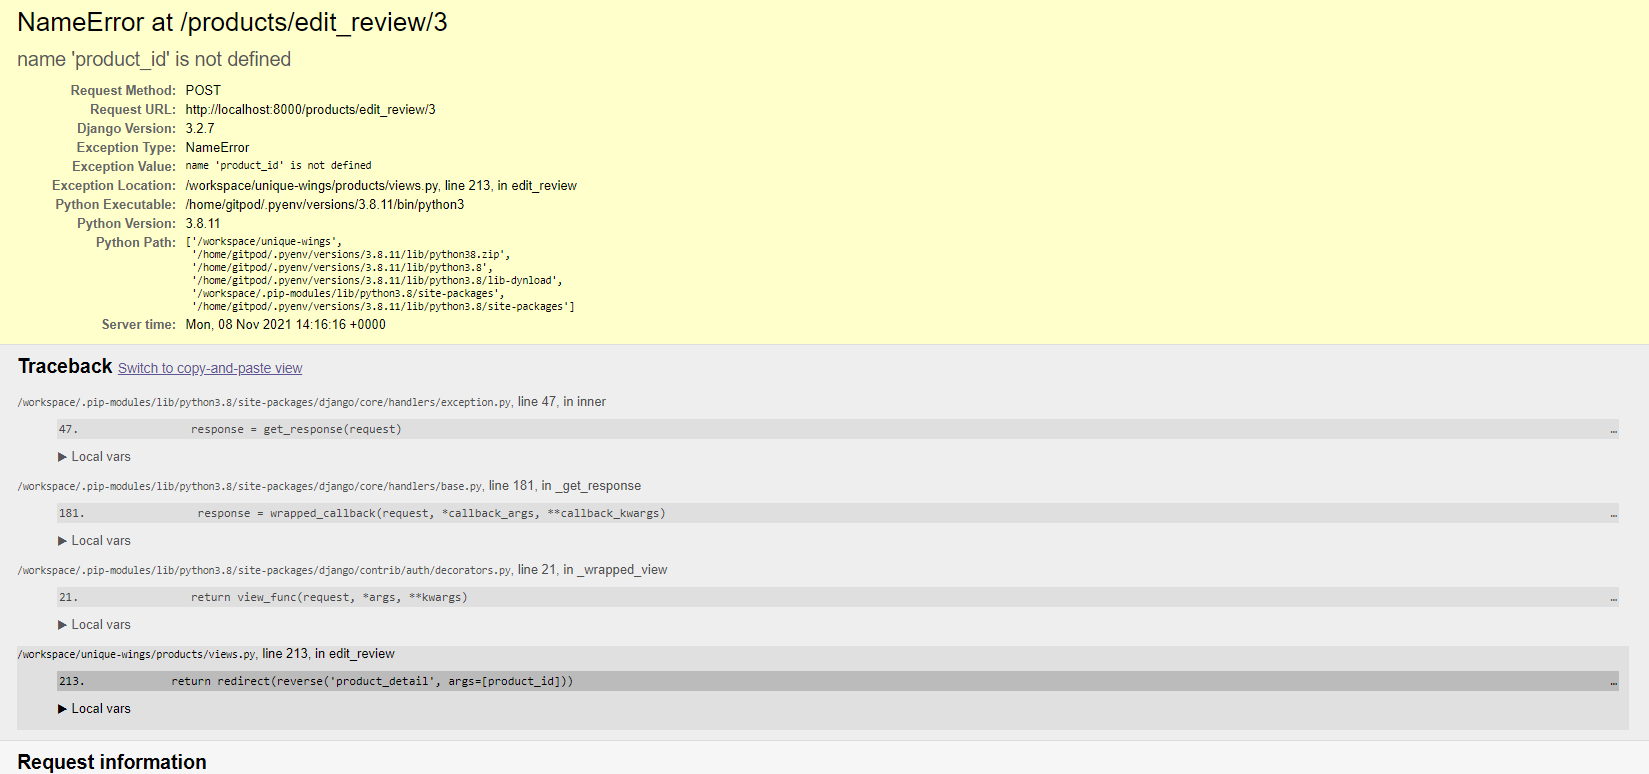 NameError at /products/edit_review/3
name 'product_id' is not defined
Request Method: POST
Request URL: http://localhost:8000/products/edit_review/3
Django Version: 3.2.7
Exception Type: NameError
Exception Value: name 'product_id' is not defined
Exception Location: /workspace/unique-wings/products/views.py, line 213, in edit_review
Python Executable: /home/gitpod/.pyenv/versions/3.8.11/bin/python3
Python Version: 3.8.11
Python Path: ['/workspace/unique-wings',
'/home/gitpod/.pyenv/versions/3.8.11/lib/python38.zip',
'/home/gitpod/.pyenv/versions/3.8.11/lib/python3.8',
'/home/gitpod/.pyenv/versions/3.8.11/lib/python3.8/lib-dynload',
'/workspace/.pip-modules/lib/python3.8/site-packages',
'/home/gitpod/.pyenv/versions/3.8.11/lib/python3.8/site-packages']
Server time: Mon, 08 Nov 2021 14:16:16 +0000
Traceback Switch to copy-and-paste view
/workspace/.pip-modules/lib/python3.8/site-packages/django/core/handlers/exception.py, line 47, in inner
47. response = get_response(request) …
▶ Local vars
/workspace/.pip-modules/lib/python3.8/site-packages/django/core/handlers/base.py, line 181, in _get_response
181. response = wrapped_callback(request, *callback_args, **callback_kwargs) …
▶ Local vars
/workspace/.pip-modules/lib/python3.8/site-packages/django/contrib/auth/decorators.py, line 21, in _wrapped_view
21. return view_func(request, *args, **kwargs) …
▶ Local vars
/workspace/unique-wings/products/views.py, line 213, in edit_review
213. return redirect(reverse('product_detail', args=[product_id])) …
▶ Local vars
Request information